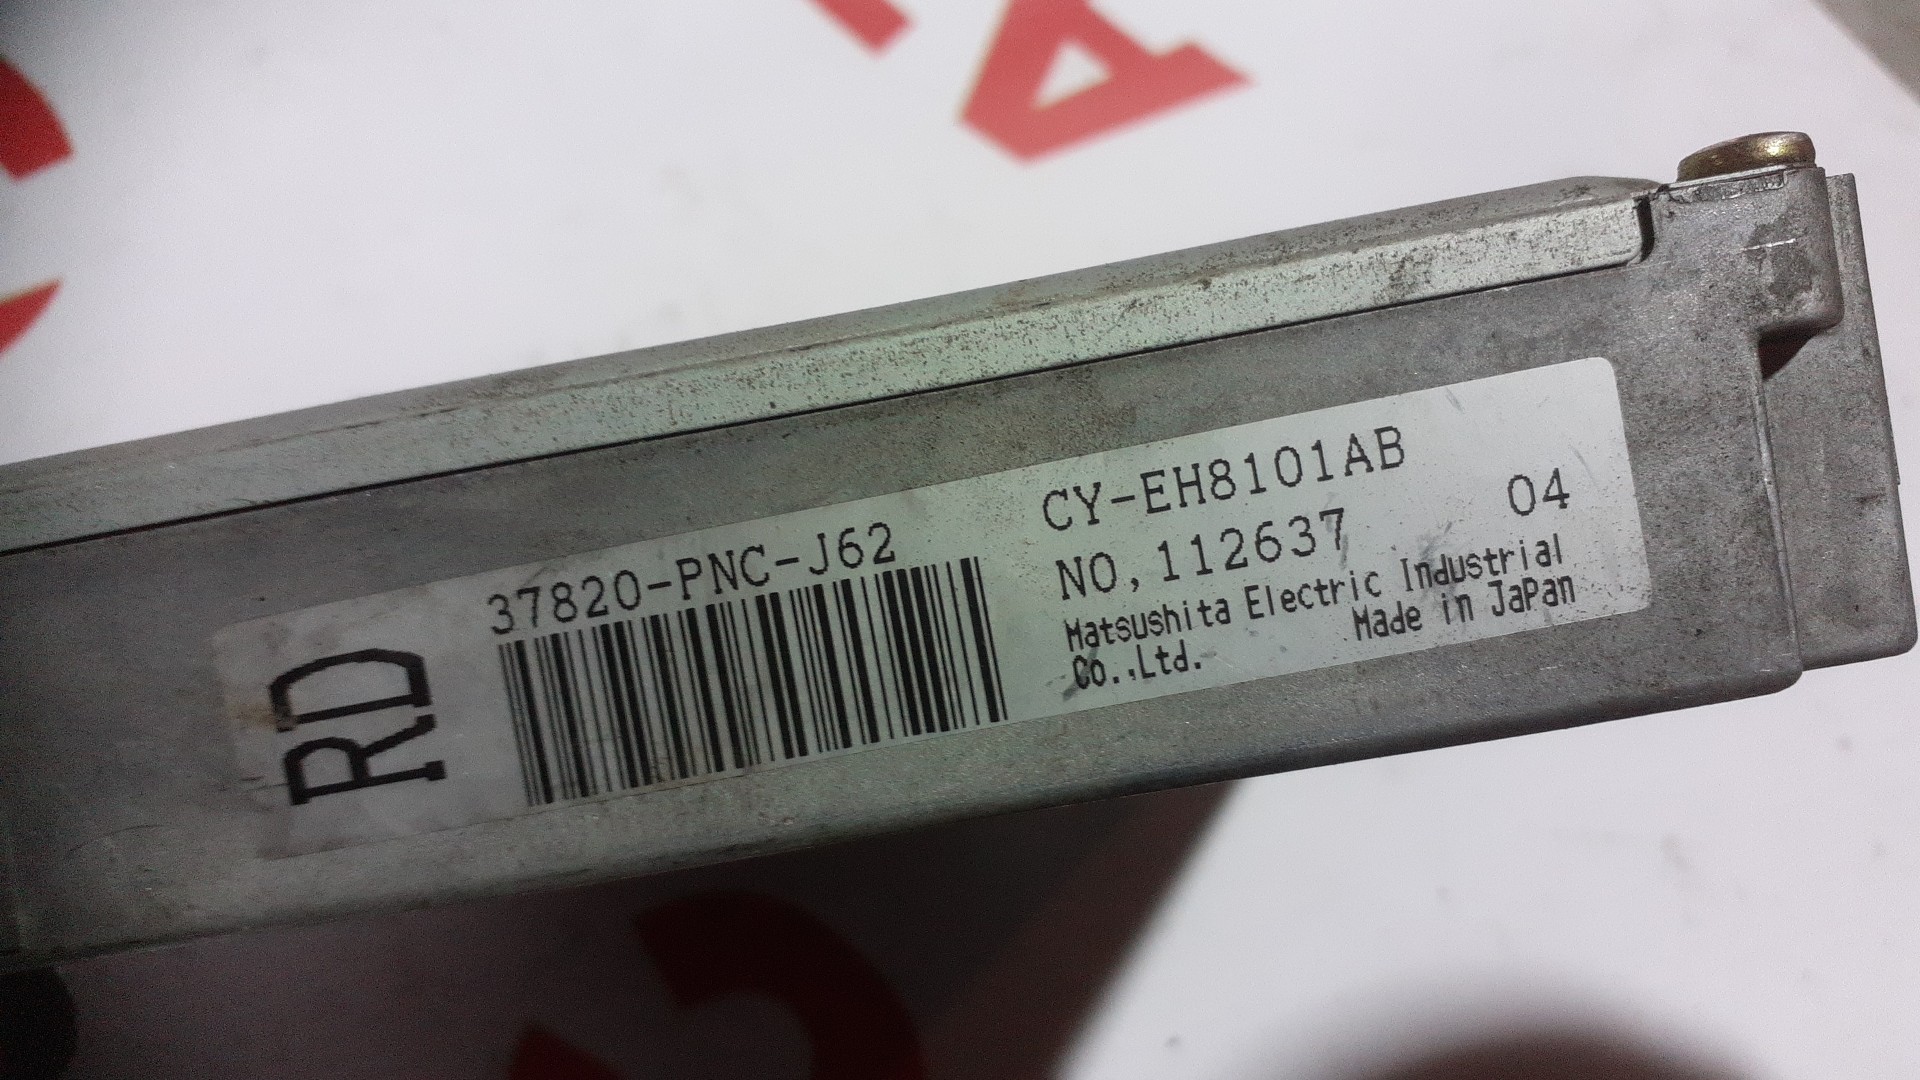 RD
37820-PNC-J62
CY-EH8101AB
NO,112637 04
Matsushita Electric Industrial
Co.,Ltd. Made in JaPan
A